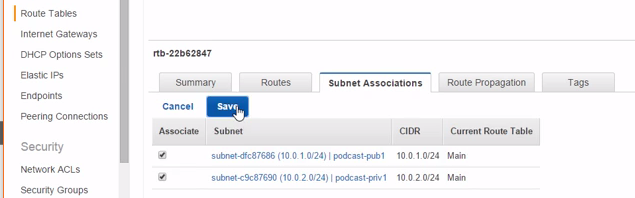 Route Tables
Internet Gateways
DHCP Options Sets
Elastic IPs
Endpoints
Peering Connections
Security
Network ACLs
Security Groups
rtb-22b62847
Summary Routes Subnet Associations Route Propagation Tags
Cancel Save
Associate Subnet CIDR Current Route Table
subnet-dfc87686 (10.0.1.0/24) | podcast-pub1 10.0.1.0/24 Main
subnet-c9c87690 (10.0.2.0/24) | podcast-priv1 10.0.2.0/24 Main